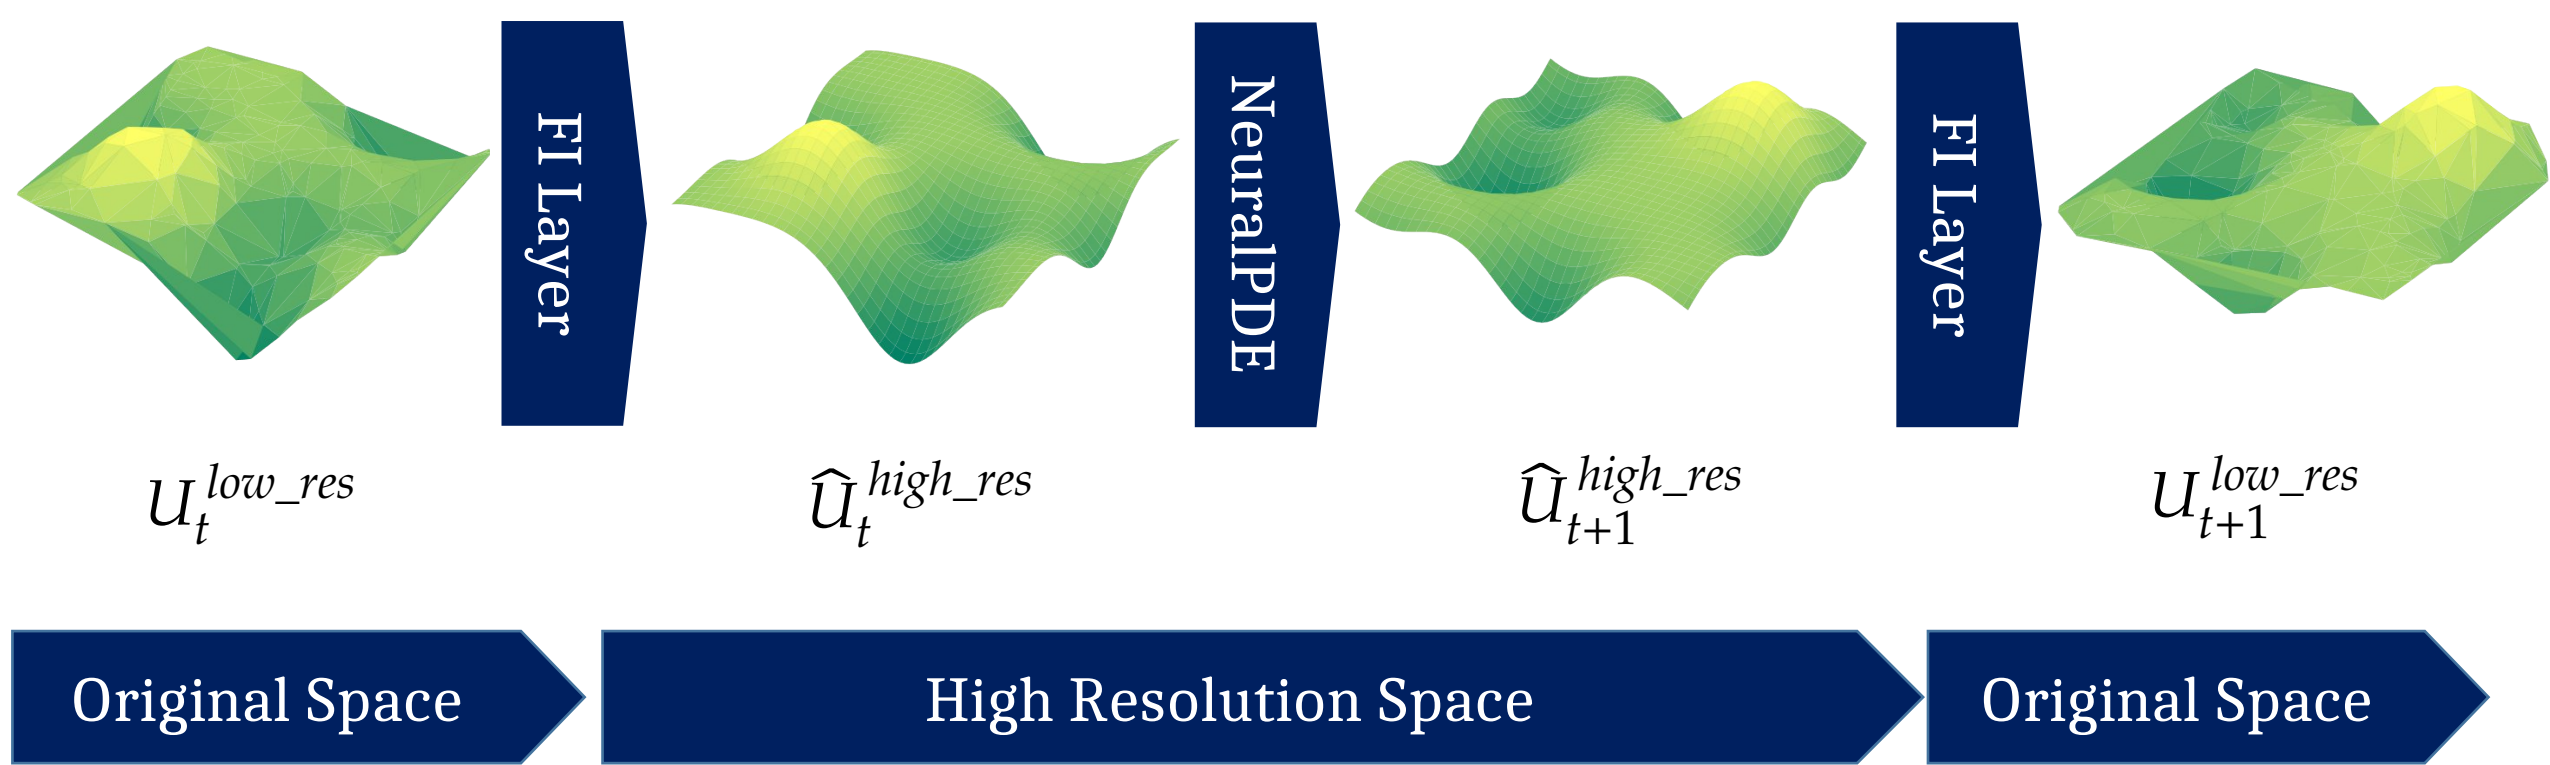 FI Layer
NeuralPDE
FI Layer
U_t^{low_res}
Û_t^{high_res}
Û_{t+1}^{high_res}
U_{t+1}^{low_res}
Original Space
High Resolution Space
Original Space